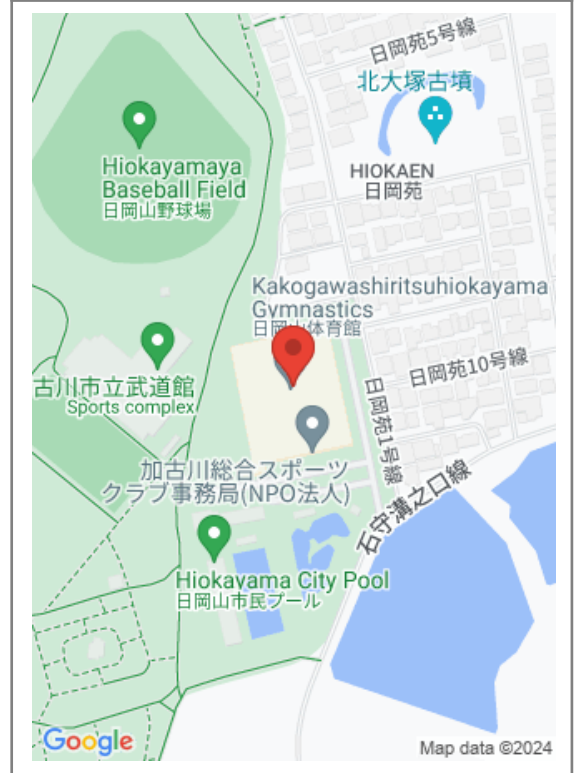 日岡苑5号線
北大塚古墳
Hiokayamaya
Baseball Field
日岡山野球場
HIOKAEN
日岡苑
Kakogawashiritsuhiokayama
Gymnastics
日岡山体育館
古川市立武道館
Sports complex
日岡苑10号線
日岡苑1号線
加古川総合スポーツ
クラブ事務局(NPO法人)
石守溝之口線
Hiokayama City Pool
日岡山市民プール
Google
Map data ©2024